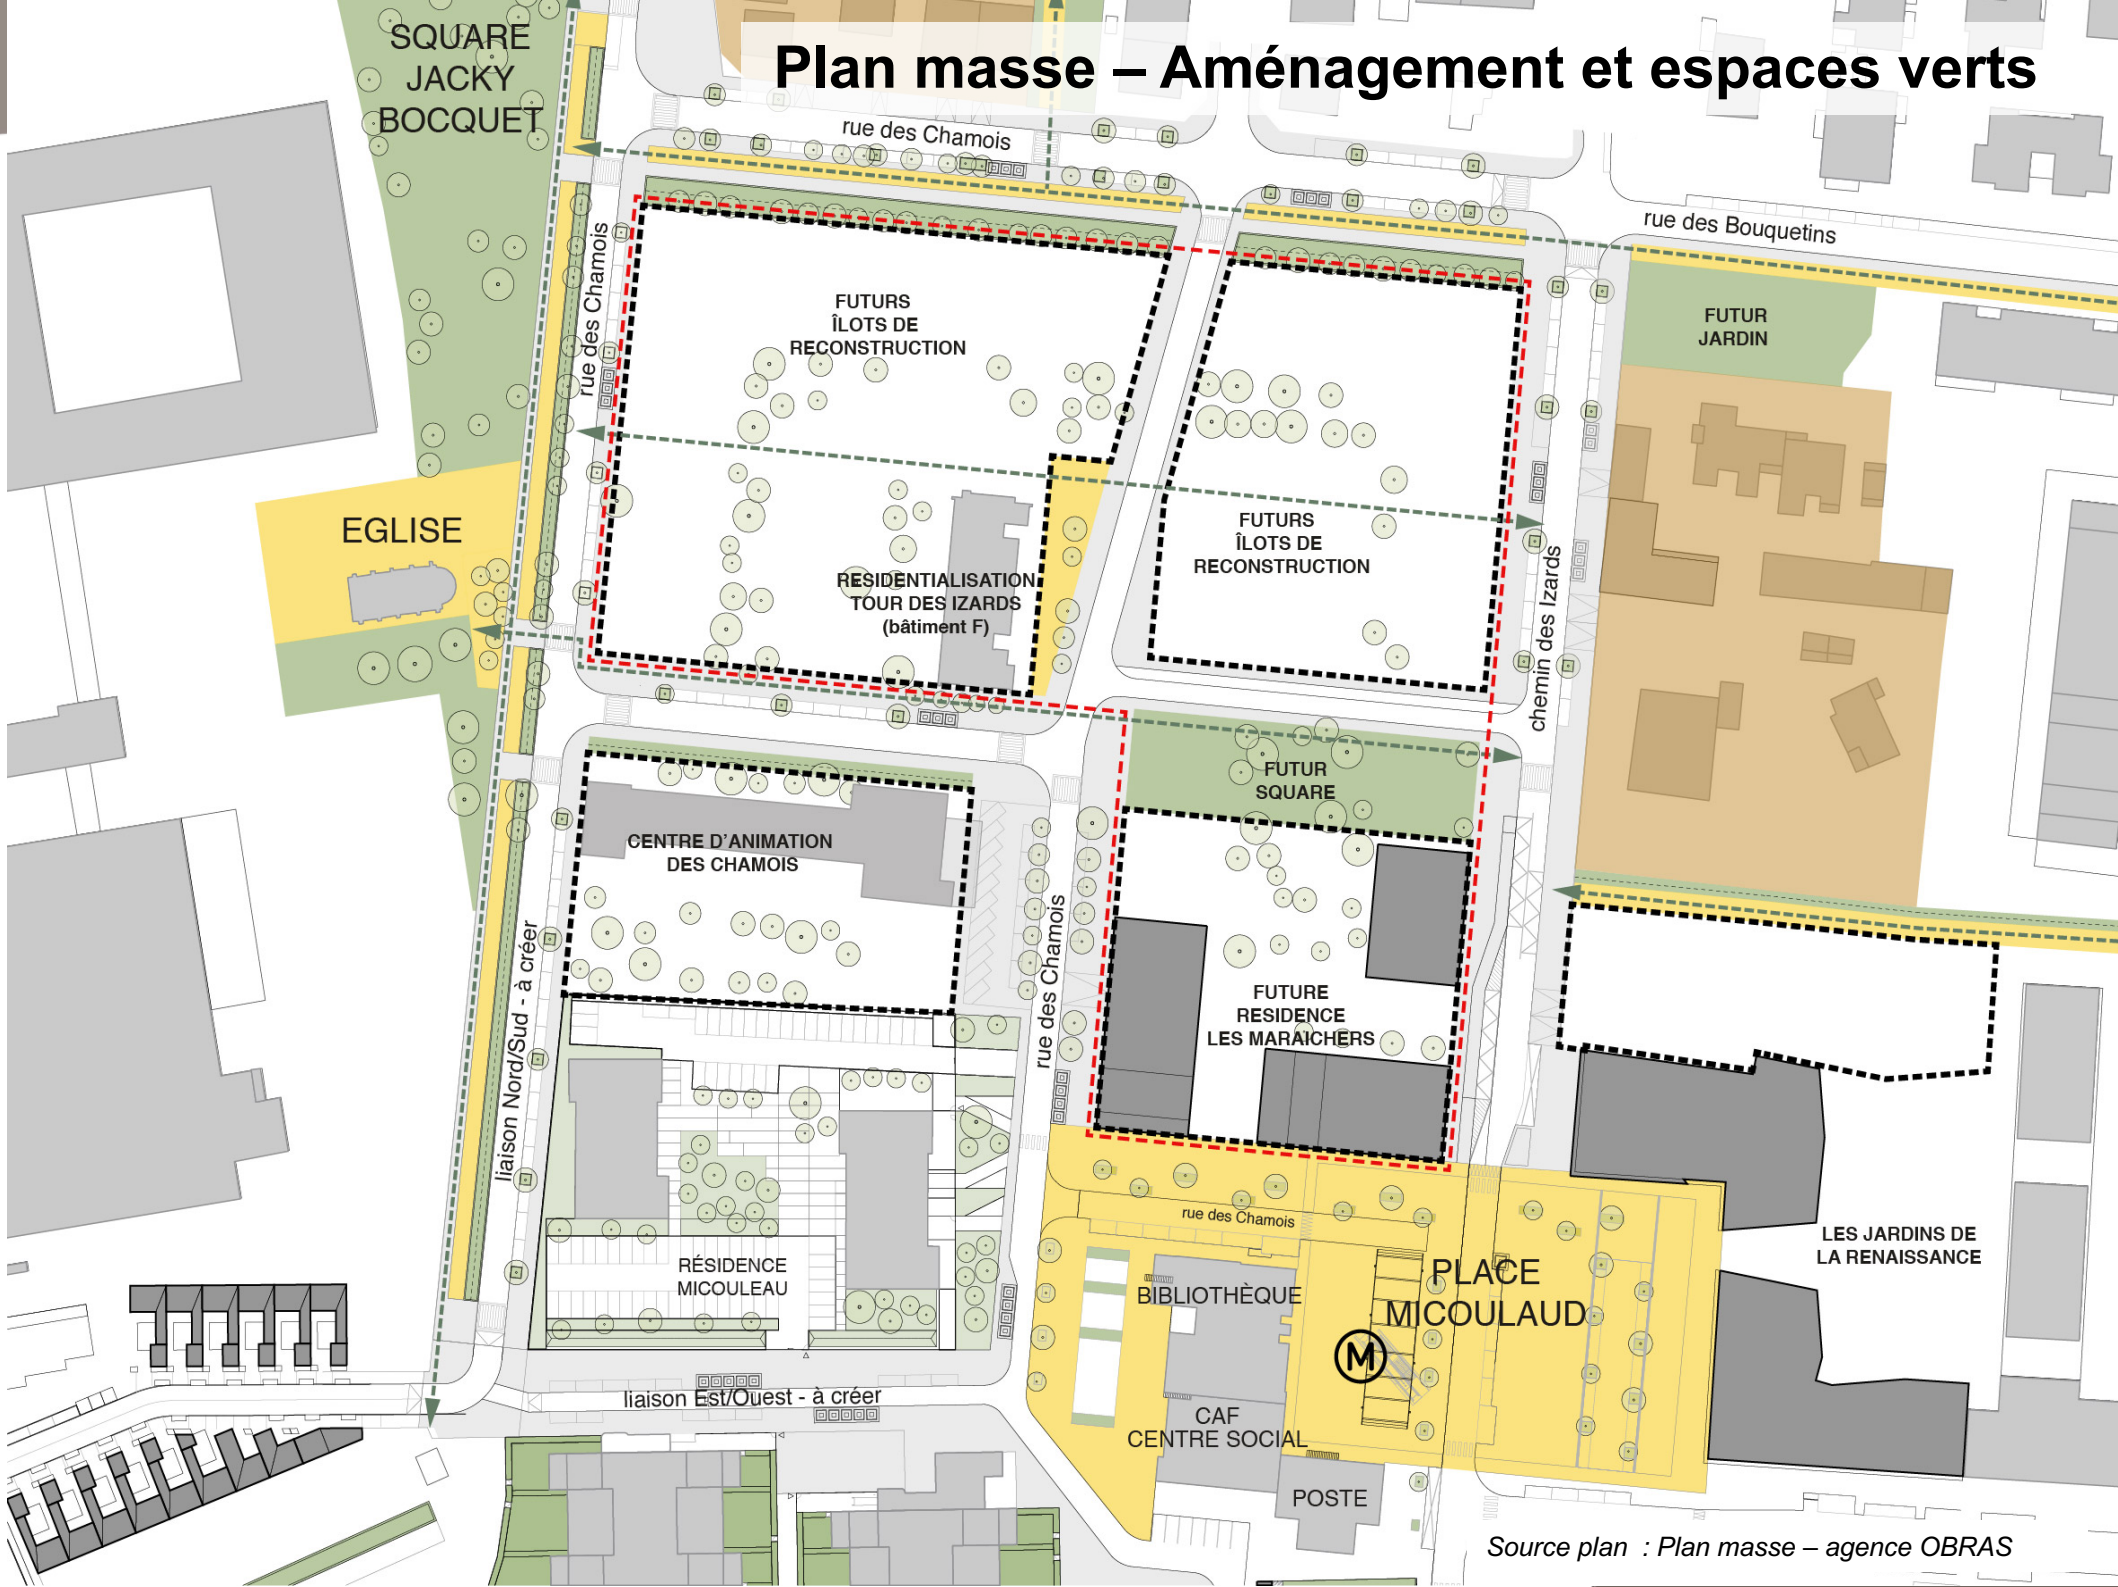 Plan masse – Aménagement et espaces verts
SQUARE
JACKY
BOCQUET
rue des Chamois
rue des Bouquetins
rue des Chamois
FUTURS
ÎLOTS DE
RECONSTRUCTION
FUTUR
JARDIN
EGLISE
FUTURS
ÎLOTS DE
RECONSTRUCTION
RESIDENTIALISATION
TOUR DES IZARDS
(bâtiment F)
chemin des Izards
FUTUR
SQUARE
CENTRE D'ANIMATION
DES CHAMOIS
liaison Nord/Sud - à créer
rue des Chamois
FUTURE
RESIDENCE
LES MARAICHERS
rue des Chamois
LES JARDINS DE
LA RENAISSANCE
RÉSIDENCE
MICOULEAU
BIBLIOTHÈQUE
PLACE
MICOULAUD
M
liaison Est/Ouest - à créer
CAF
CENTRE SOCIAL
POSTE
Source plan : Plan masse – agence OBRAS